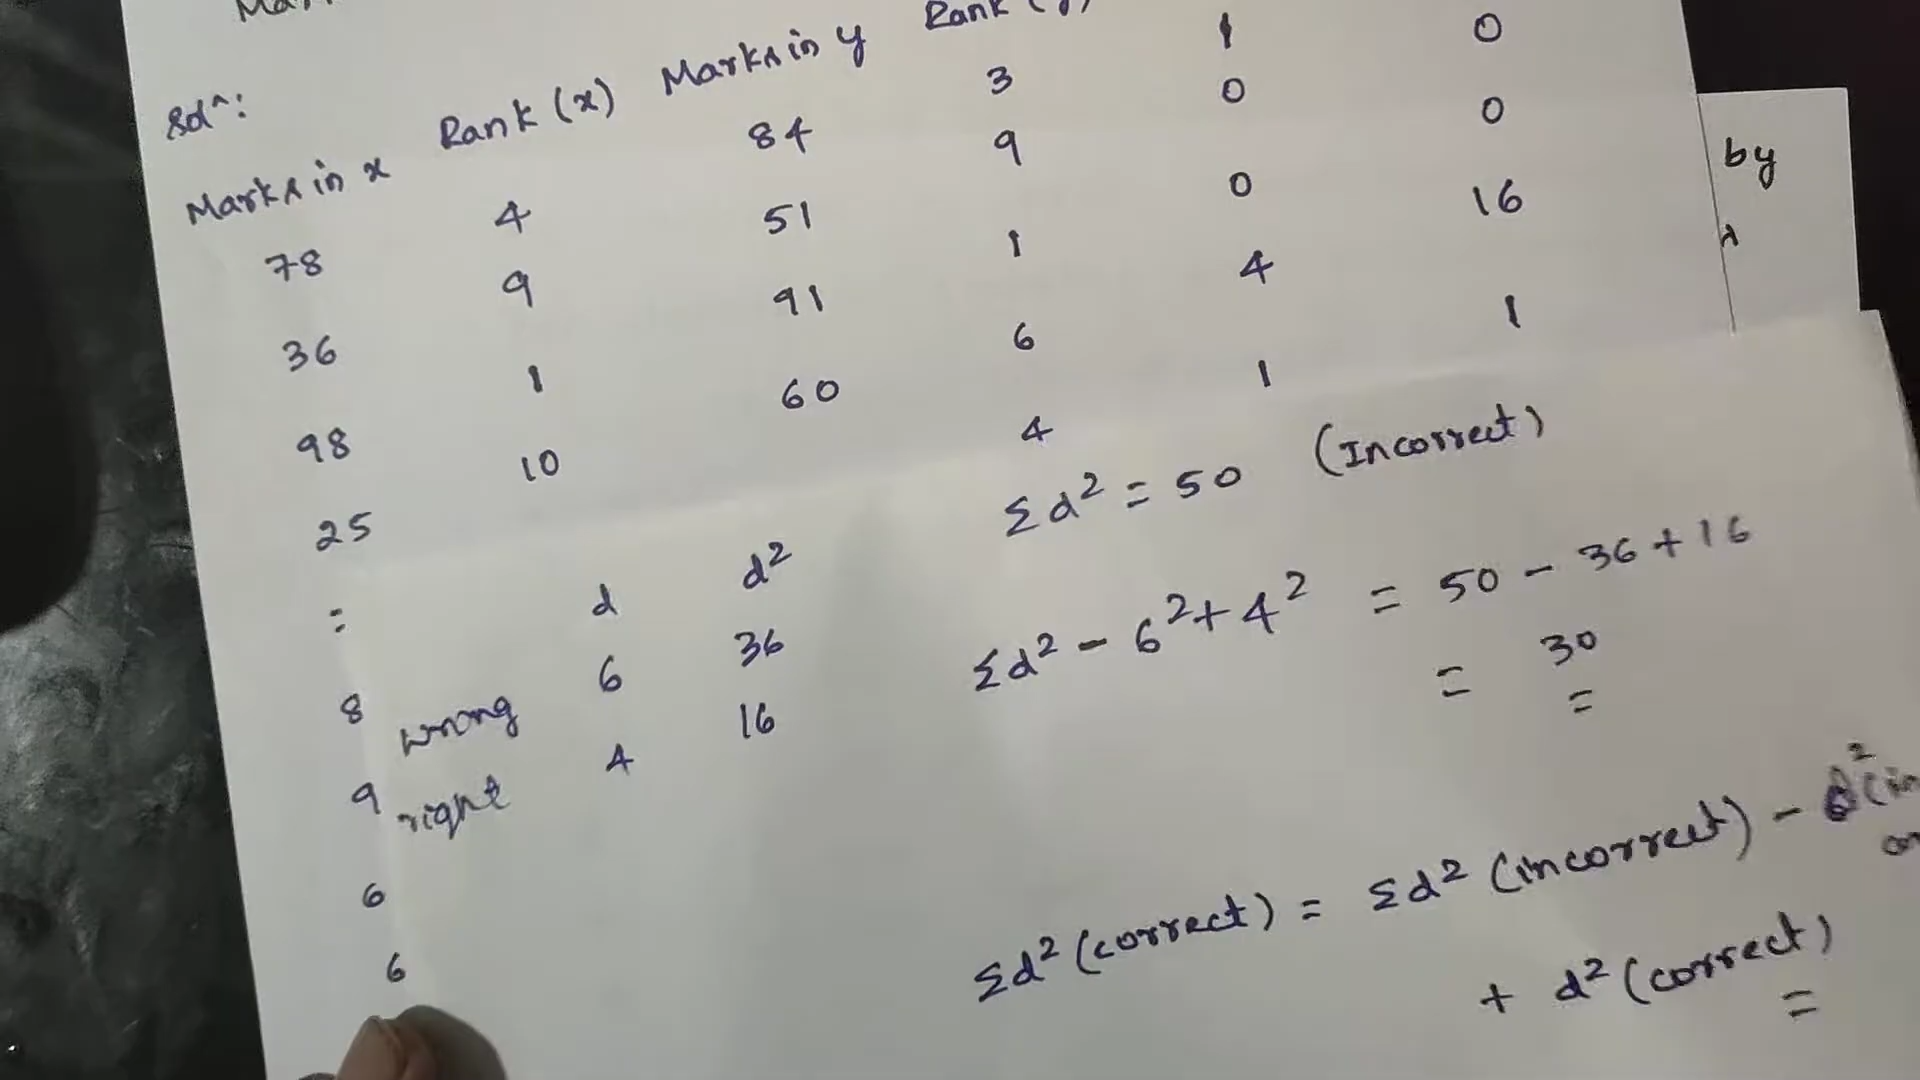 Sol^n:
Marks in x Rank (x) Marks in y Rank (y)
78 4 84 3 1
36 9 51 9 0 0
98 1 91 1 0 0
25 10 60 6 4 16
4 1 1
Σd² = 50 (Incorrect)
Σd² - 6² + 4² = 50 - 36 + 16
= 30
=
Σd² (correct) = Σd² (incorrect) -
+ d² (correct)
=
d d²
wrong 6 36
right 4 16
=
8
9
6
6
by